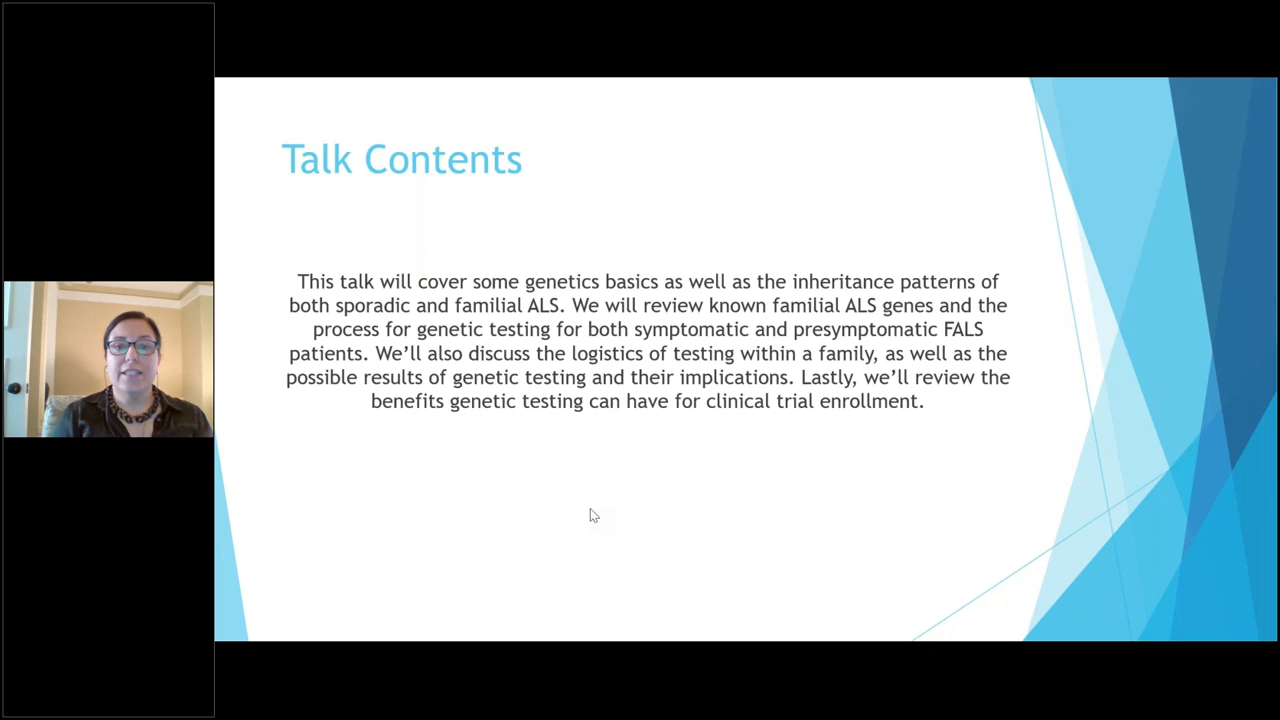 Talk Contents
This talk will cover some genetics basics as well as the inheritance patterns of
both sporadic and familial ALS. We will review known familial ALS genes and the
process for genetic testing for both symptomatic and presymptomatic FALS
patients. We’ll also discuss the logistics of testing within a family, as well as the
possible results of genetic testing and their implications. Lastly, we’ll review the
benefits genetic testing can have for clinical trial enrollment.